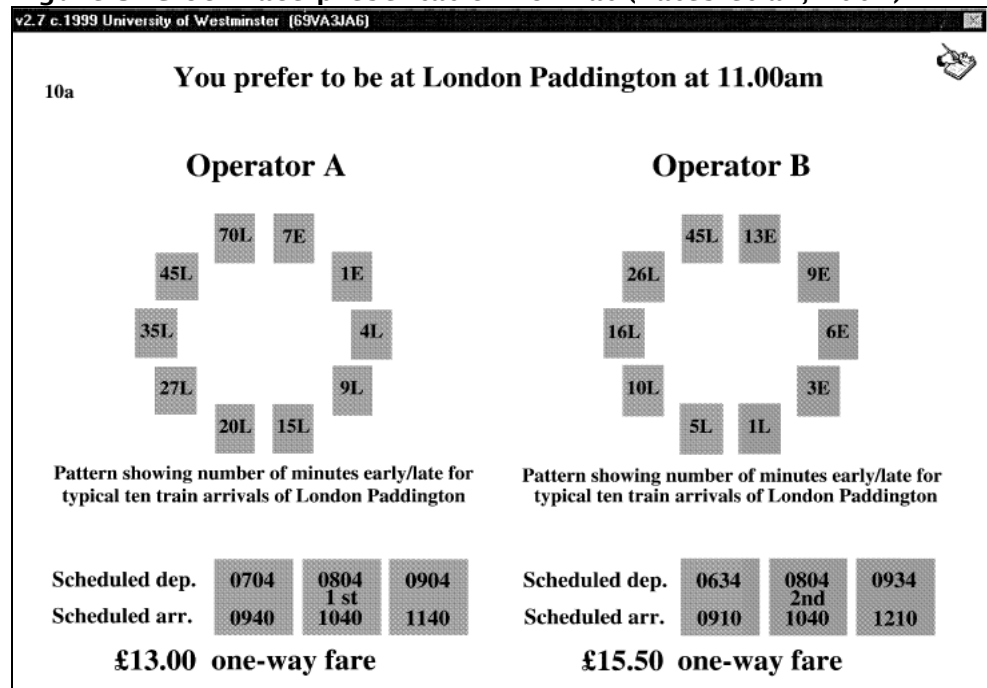 v2.7 c.1999 University of Westminster (69VA3JA6)
10a
You prefer to be at London Paddington at 11.00am
Operator A
70L 7E
45L 1E
35L 4L
27L 9L
20L 15L
Pattern showing number of minutes early/late for
typical ten train arrivals of London Paddington
Scheduled dep. 0704 0804 0904
1 st
Scheduled arr. 0940 1040 1140
£13.00 one-way fare
Operator B
45L 13E
26L 9E
16L 6E
10L 3E
5L 1L
Pattern showing number of minutes early/late for
typical ten train arrivals of London Paddington
Scheduled dep. 0634 0804 0934
2nd
Scheduled arr. 0910 1040 1210
£15.50 one-way fare